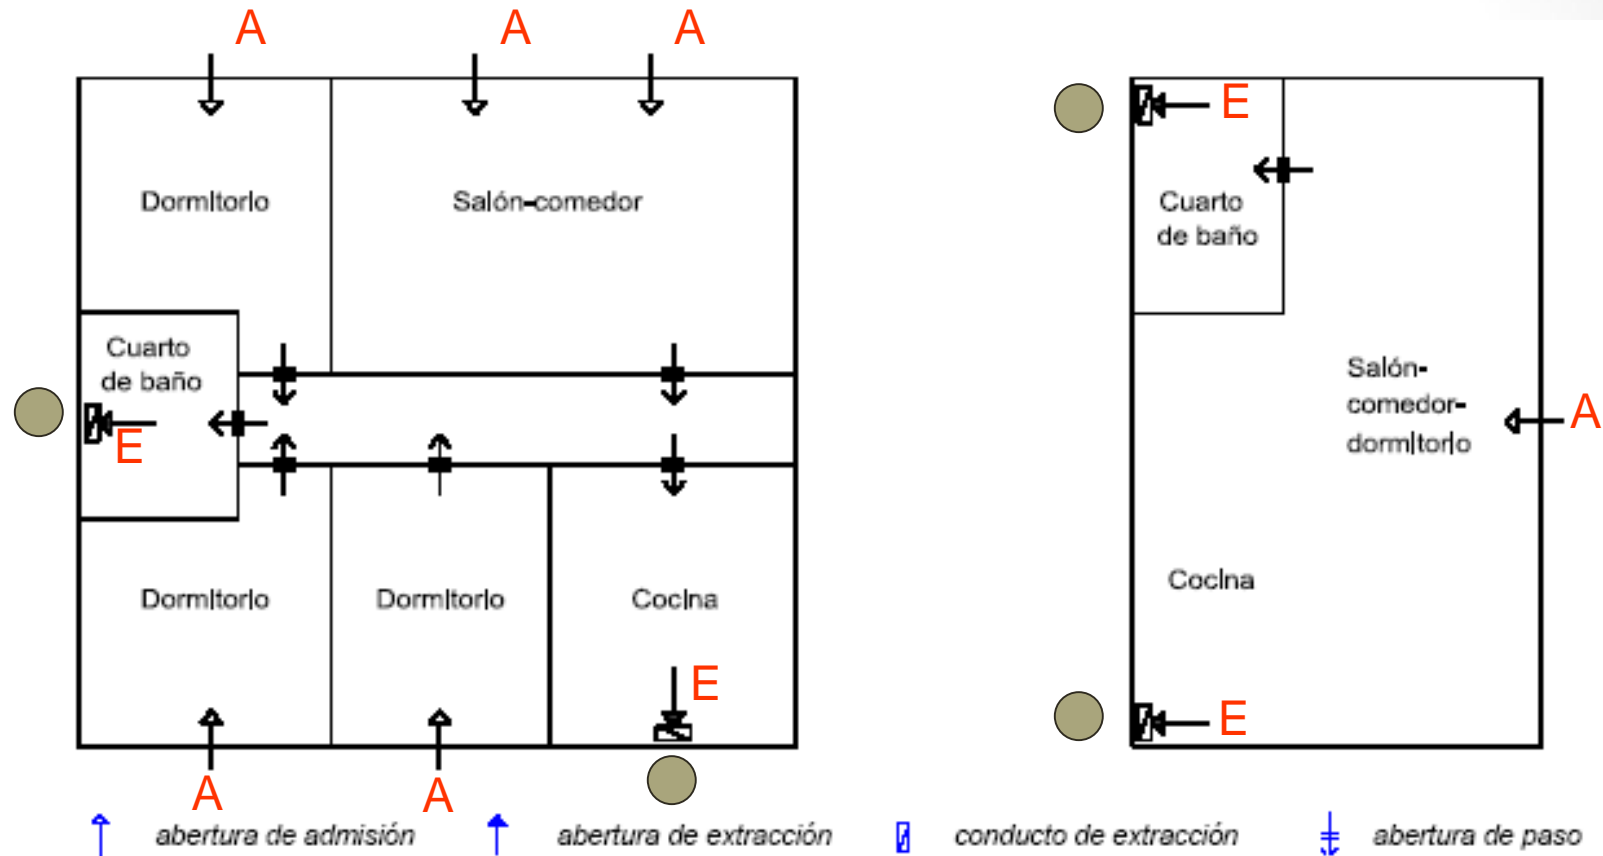 A
A
A
Dormitorio
Salón-comedor
Cuarto
de baño
E
Dormitorio
Dormitorio
Cocina
E
A
A
E
Cuarto
de baño
Salón-
comedor-
dormitorio
A
Cocina
E
abertura de admisión
abertura de extracción
conducto de extracción
abertura de paso